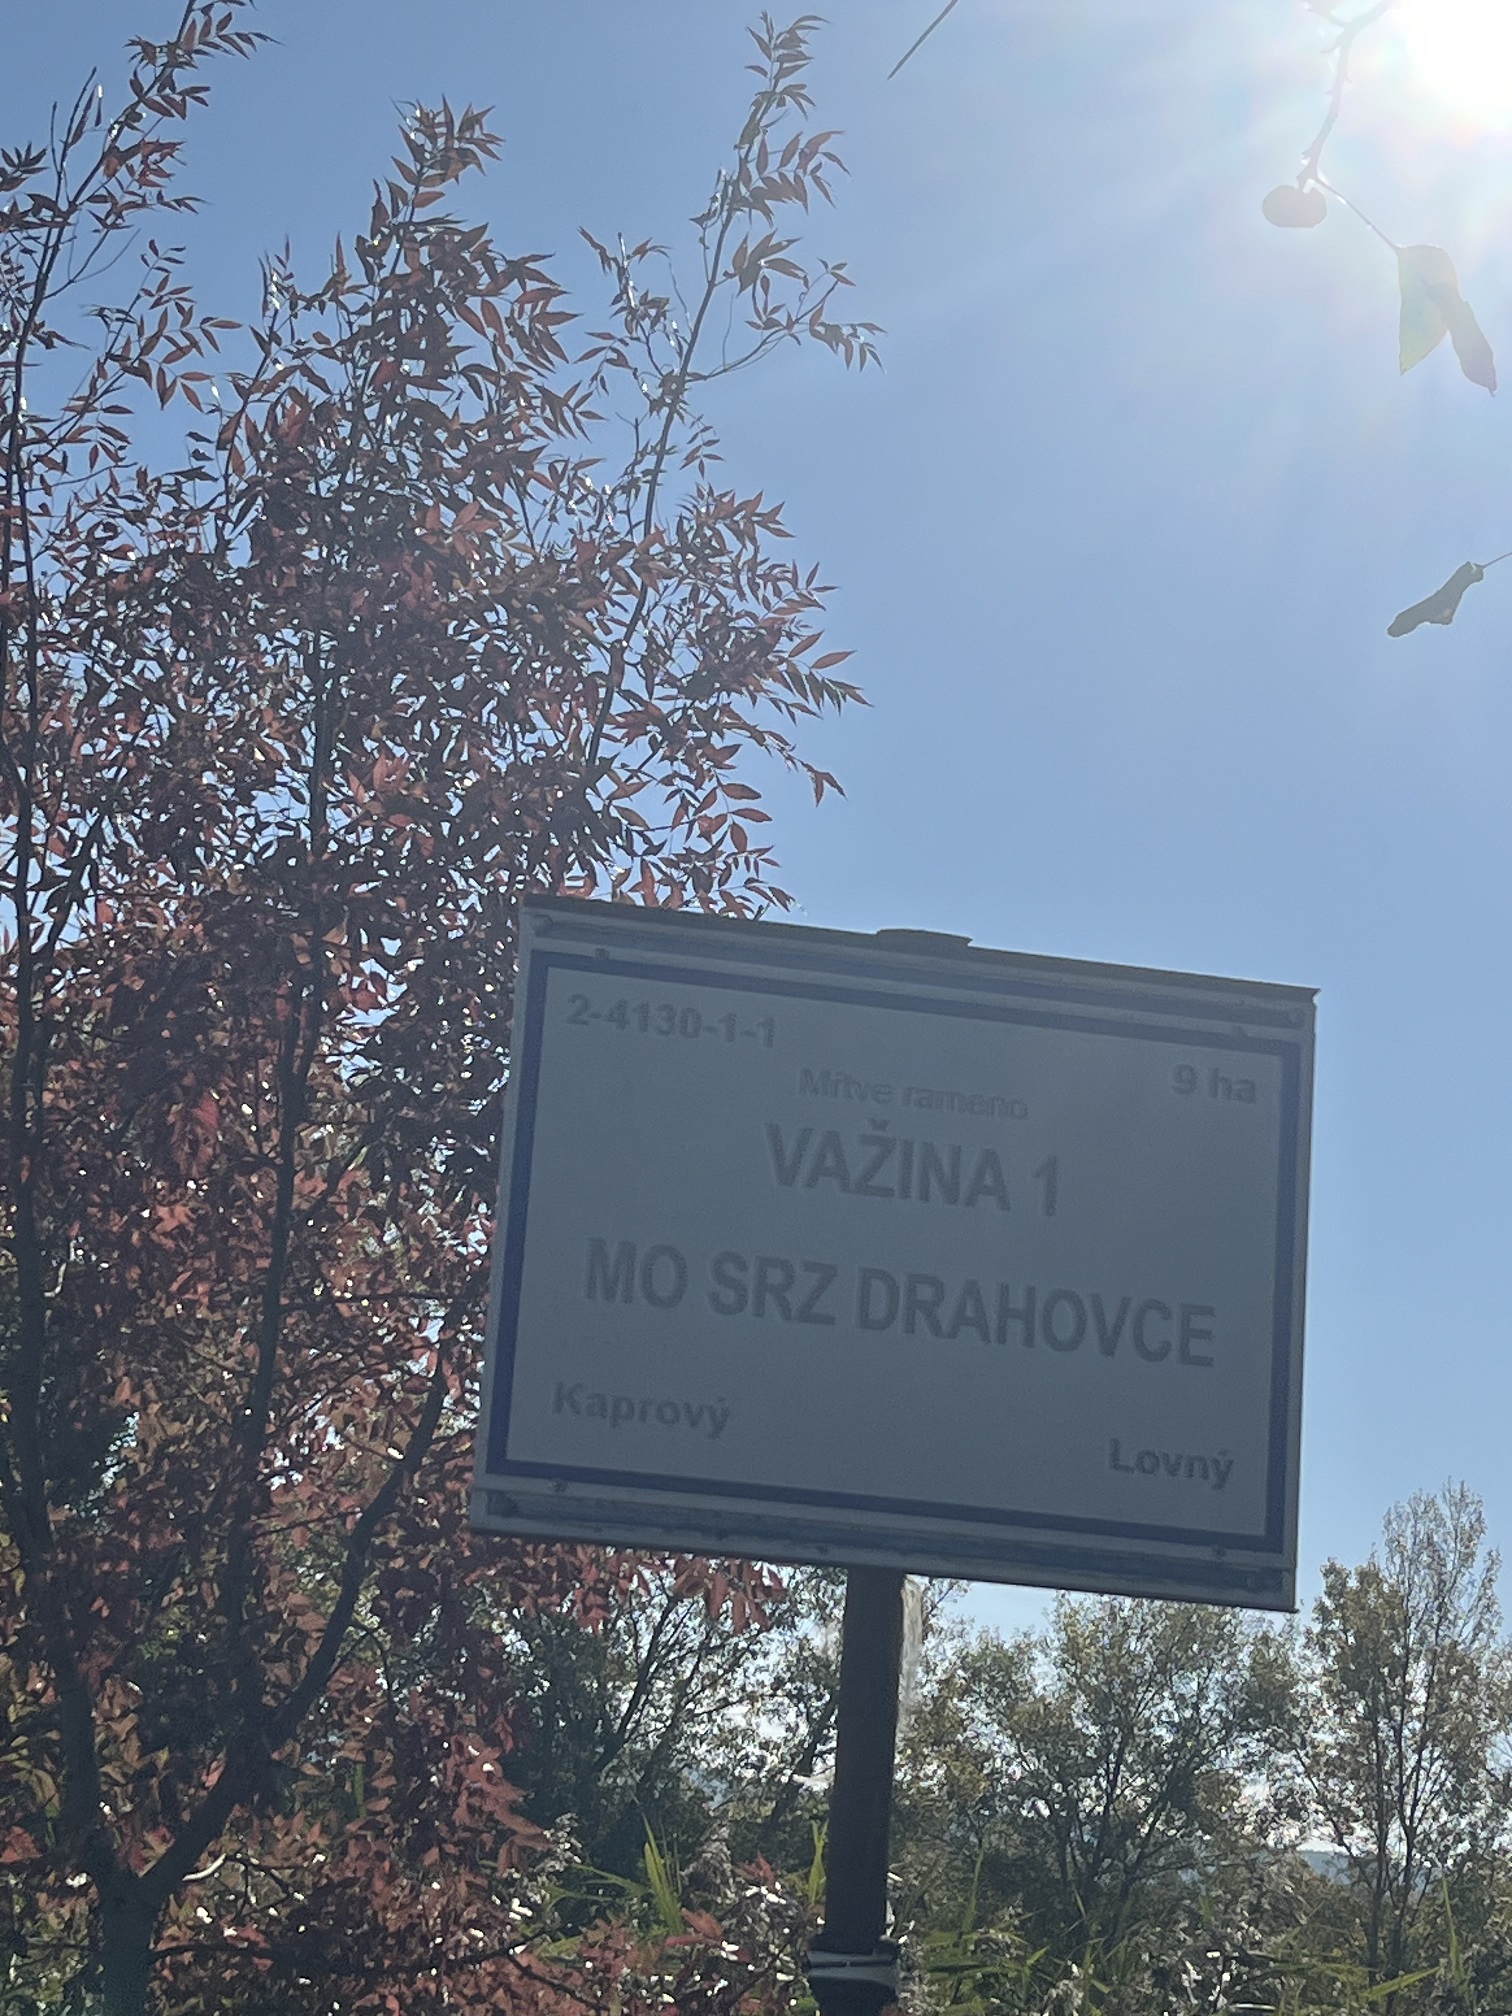 2-4130-1-1
9 ha
Mŕtve rameno
VAŽINA 1
MO SRZ DRAHOVCE
Kaprový
Lovný